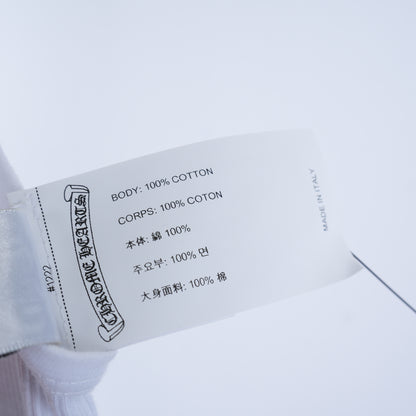 #1222
CHROME HEARTS
BODY: 100% COTTON
CORPS: 100% COTON
本体: 綿 100%
주요부: 100% 면
大身面料: 100% 棉
MADE IN ITALY